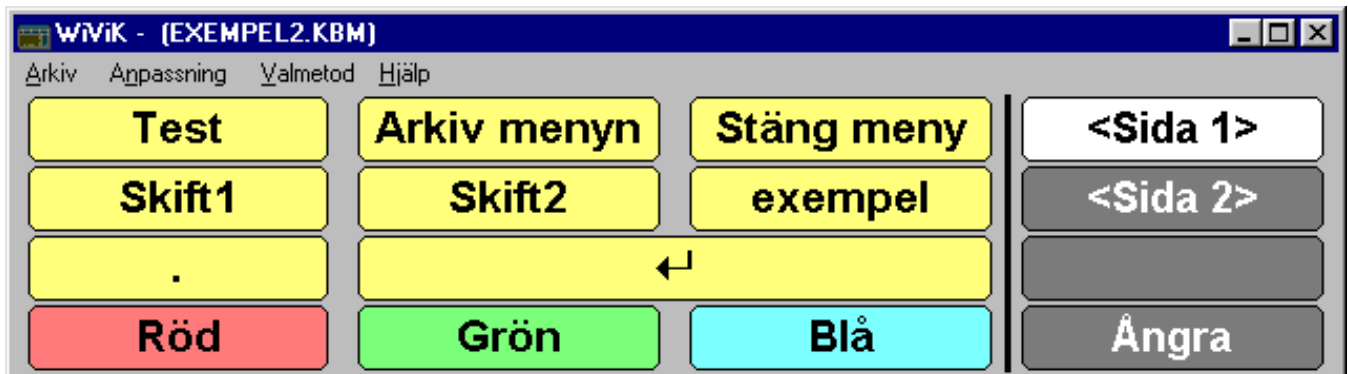 WiViK - (EXEMPEL2.KBM)
Arkiv Anpassning Valmetod Hjälp
Test Arkiv menyn Stäng meny <Sida 1>
Skift1 Skift2 exempel <Sida 2>
. ↵
Röd Grön Blå Ångra